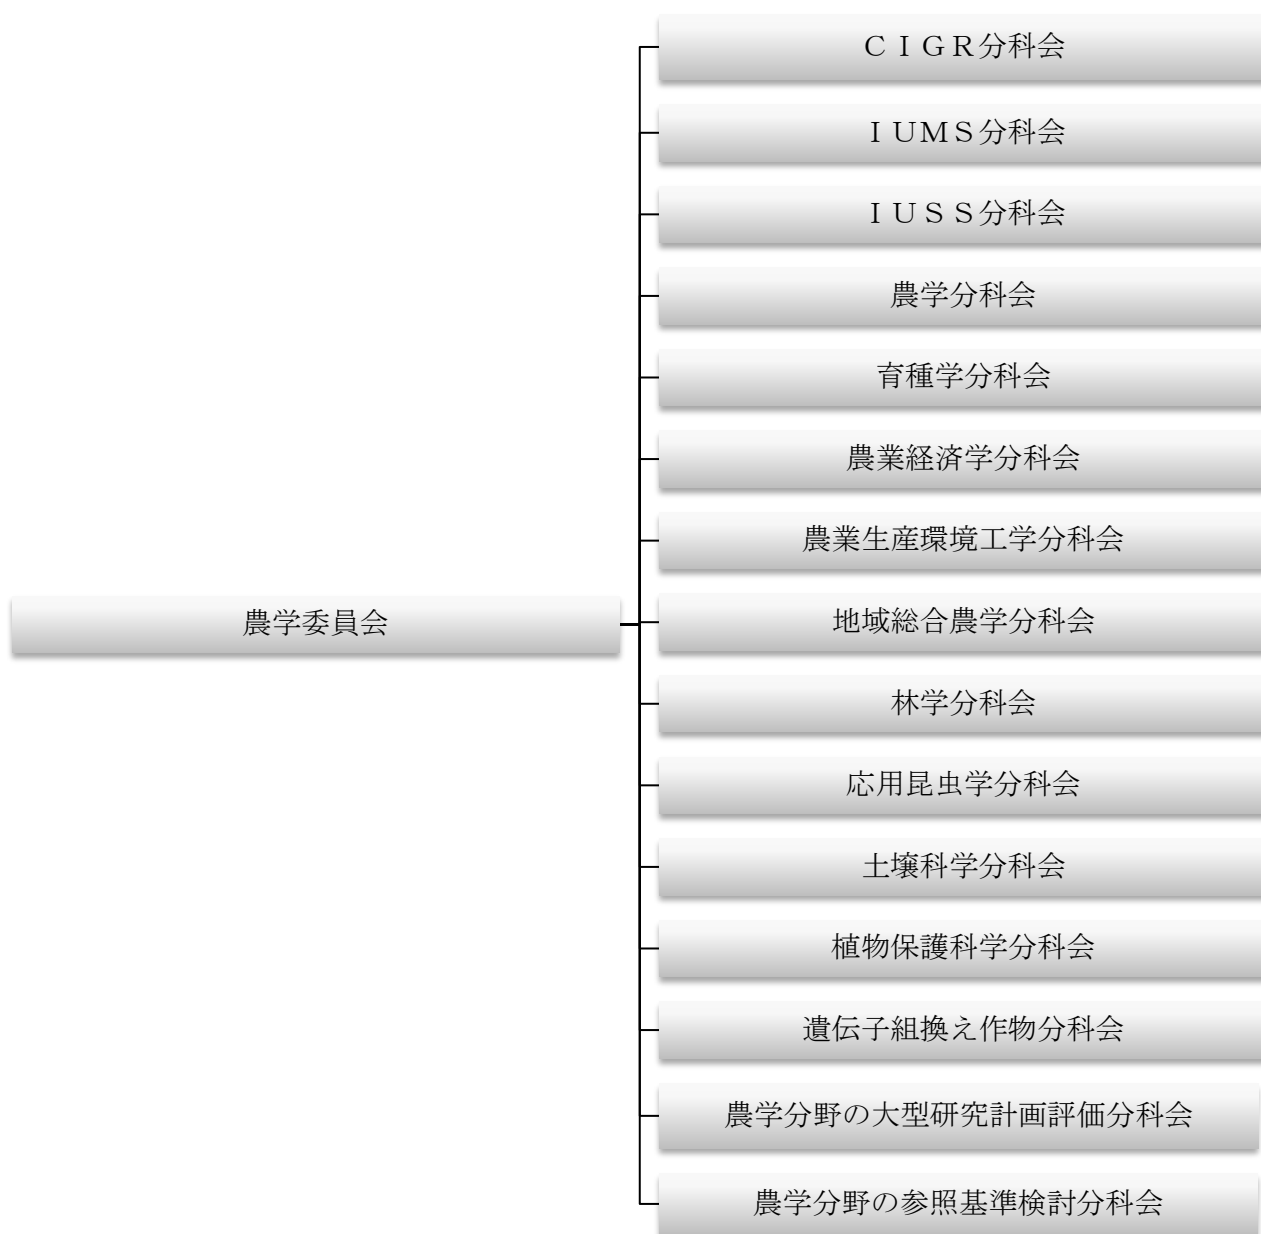 ＣＩＧＲ分科会
ＩＵＭＳ分科会
ＩＵＳＳ分科会
農学分科会
育種学分科会
農業経済学分科会
農業生産環境工学分科会
農学委員会
地域総合農学分科会
林学分科会
応用昆虫学分科会
土壌科学分科会
植物保護科学分科会
遺伝子組換え作物分科会
農学分野の大型研究計画評価分科会
農学分野の参照基準検討分科会